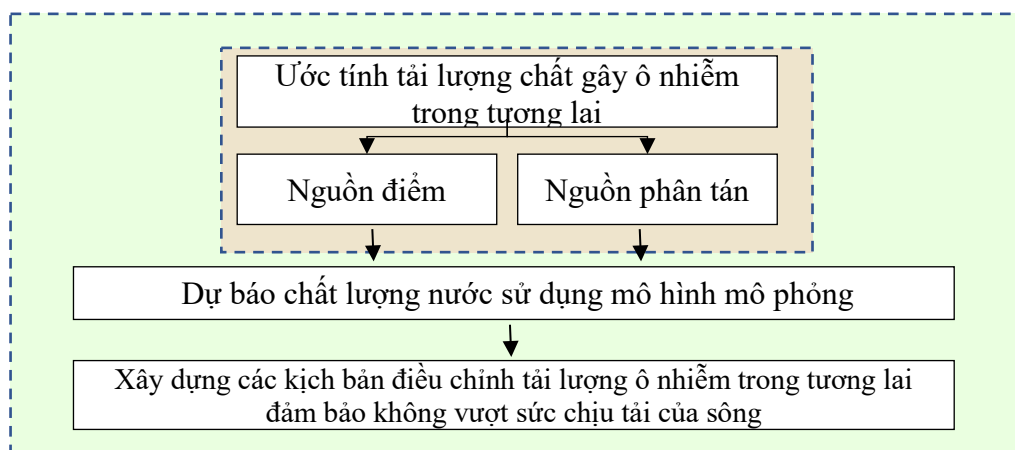 Ước tính tải lượng chất gây ô nhiễm
trong tương lai
Nguồn điểm
Nguồn phân tán
Dự báo chất lượng nước sử dụng mô hình mô phỏng
Xây dựng các kịch bản điều chỉnh tải lượng ô nhiễm trong tương lai
đảm bảo không vượt sức chịu tải của sông